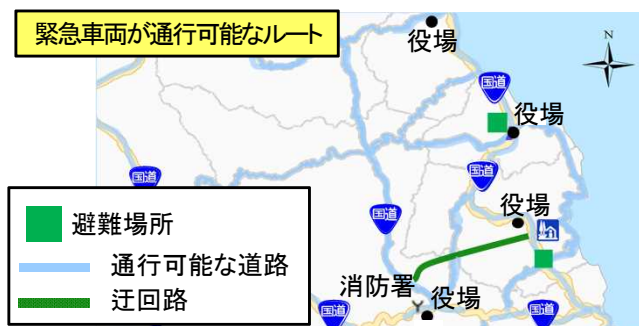 緊急車両が通行可能なルート
役場
N
国道
役場
国道
国道
役場
避難場所
国道
通行可能な道路
消防署
迂回路
役場
国道
国道